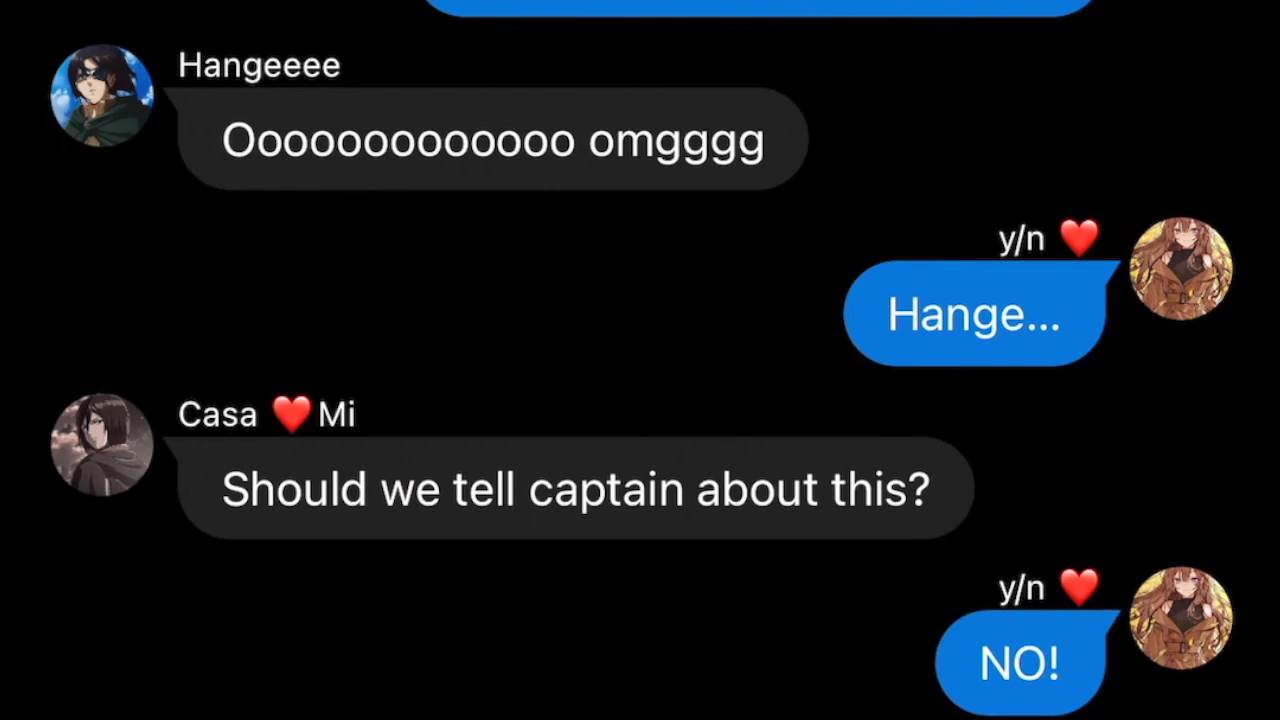 Hangeeee
Ooooooooooooo omgggg
y/n ❤️
Hange...
Casa ❤️Mi
Should we tell captain about this?
y/n ❤️
NO!